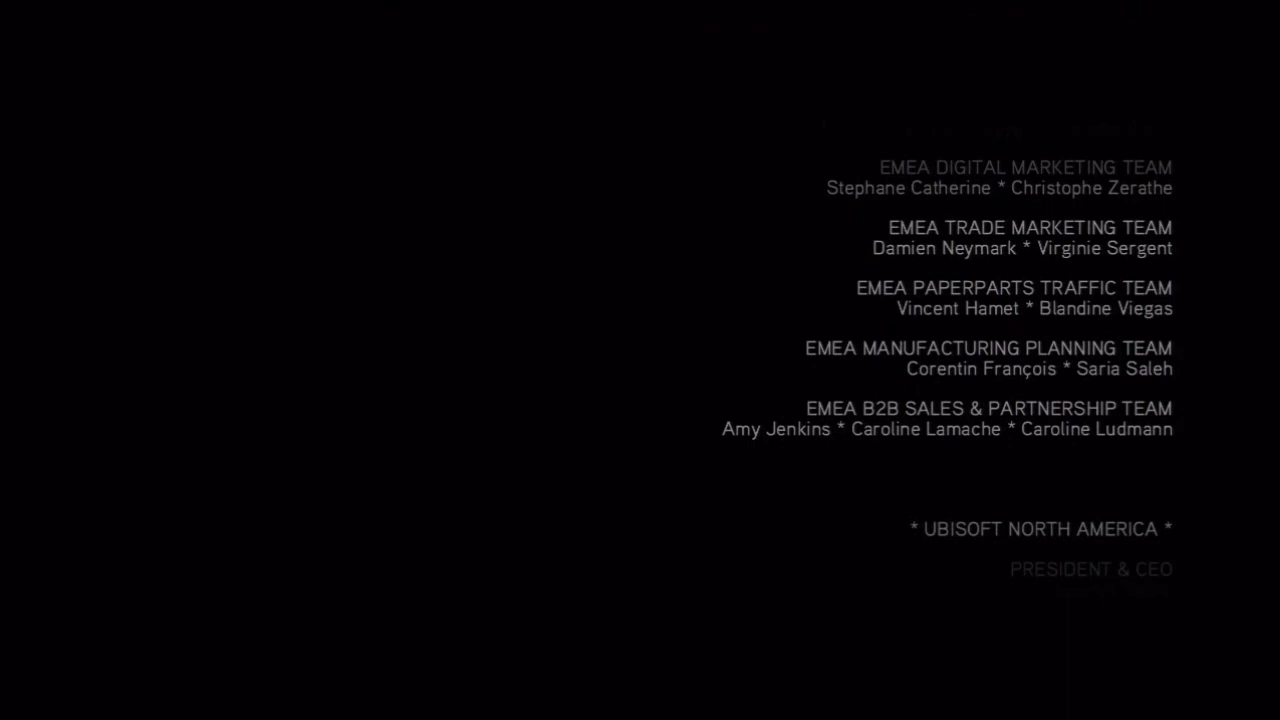 EMEA DIGITAL MARKETING TEAM
Stephane Catherine * Christophe Zerathe
EMEA TRADE MARKETING TEAM
Damien Neymark * Virginie Sergent
EMEA PAPERPARTS TRAFFIC TEAM
Vincent Hamet * Blandine Viegas
EMEA MANUFACTURING PLANNING TEAM
Corentin François * Saria Saleh
EMEA B2B SALES & PARTNERSHIP TEAM
Amy Jenkins * Caroline Lamache * Caroline Ludmann
* UBISOFT NORTH AMERICA *
PRESIDENT & CEO